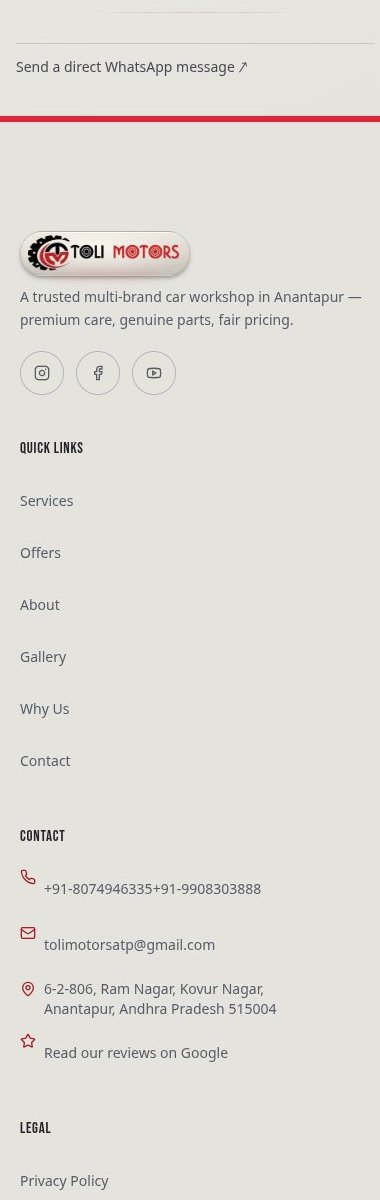 Send a direct WhatsApp message ↗
TOLI MOTORS
A trusted multi-brand car workshop in Anantapur —
premium care, genuine parts, fair pricing.
QUICK LINKS
Services
Offers
About
Gallery
Why Us
Contact
CONTACT
+91-8074946335+91-9908303888
tolimotorsatp@gmail.com
6-2-806, Ram Nagar, Kovur Nagar,
Anantapur, Andhra Pradesh 515004
Read our reviews on Google
LEGAL
Privacy Policy